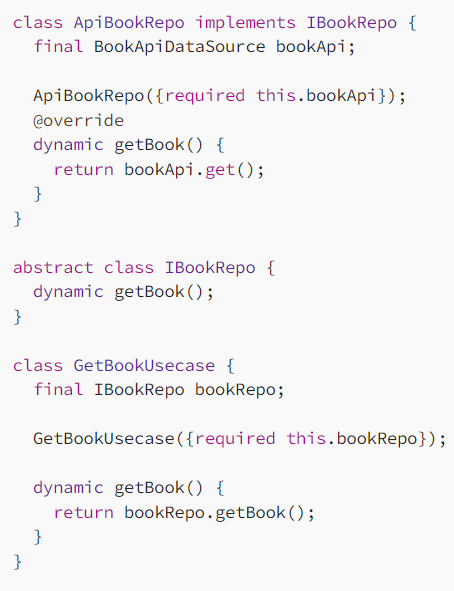 class ApiBookRepo implements IBookRepo {
  final BookApiDataSource bookApi;

  ApiBookRepo({required this.bookApi});
  @override
  dynamic getBook() {
    return bookApi.get();
  }
}

abstract class IBookRepo {
  dynamic getBook();
}

class GetBookUsecase {
  final IBookRepo bookRepo;

  GetBookUsecase({required this.bookRepo});

  dynamic getBook() {
    return bookRepo.getBook();
  }
}